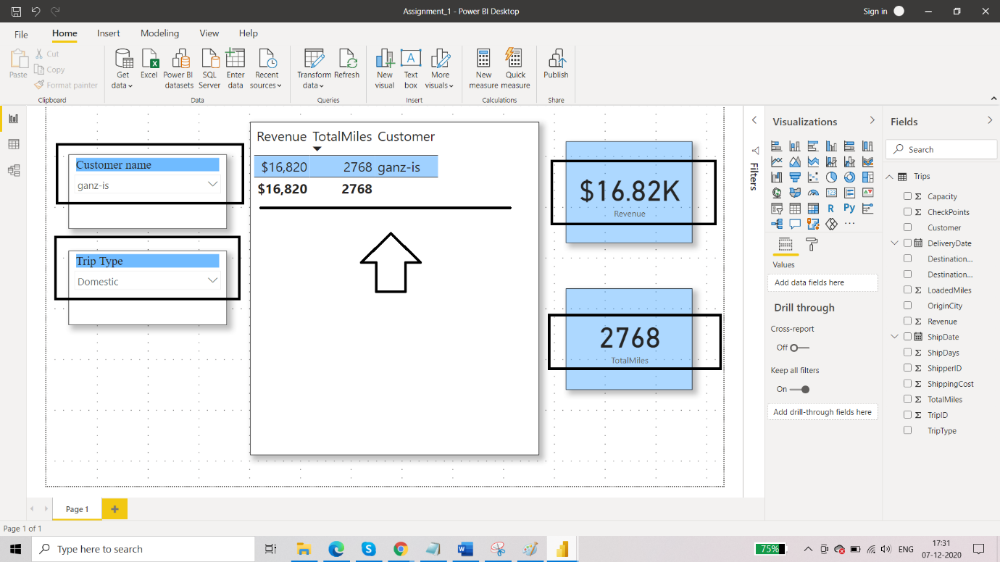 Assignment_1 - Power BI Desktop
Sign in
File Home Insert Modeling View Help
Paste
Cut
Copy
Format painter
Clipboard
Get data
Excel
Power BI datasets
SQL Server
Enter data
Recent sources
Data
Transform data
Refresh
Queries
New visual
Text box
More visuals
Insert
New measure
Quick measure
Calculations
Publish
Share
Customer name
ganz-is
Trip Type
Domestic
Revenue TotalMiles Customer
$16,820 2768 ganz-is
$16,820 2768
$16.82K
Revenue
2768
TotalMiles
Filters
Visualizations
R
Py
123
Values
Add data fields here
Drill through
Cross-report
Off
Keep all filters
On
Add drill-through fields here
Fields
Search
Trips
Σ Capacity
Σ CheckPoints
Customer
DeliveryDate
Destination...
Destination...
Σ LoadedMiles
OriginCity
Σ Revenue
ShipDate
Σ ShipDays
Σ ShipperID
Σ ShippingCost
Σ TotalMiles
Σ TripID
TripType
Page 1
Page 1 of 1
Type here to search
75%
ENG
17:31
07-12-2020